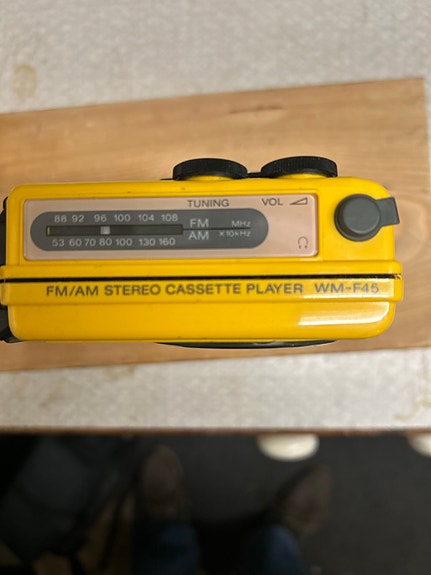 TUNING VOL
88 92 96 100 104 108
FM MHz
AM ×10kHz
53 60 70 80 100 130 160
FM/AM STEREO CASSETTE PLAYER WM-F45